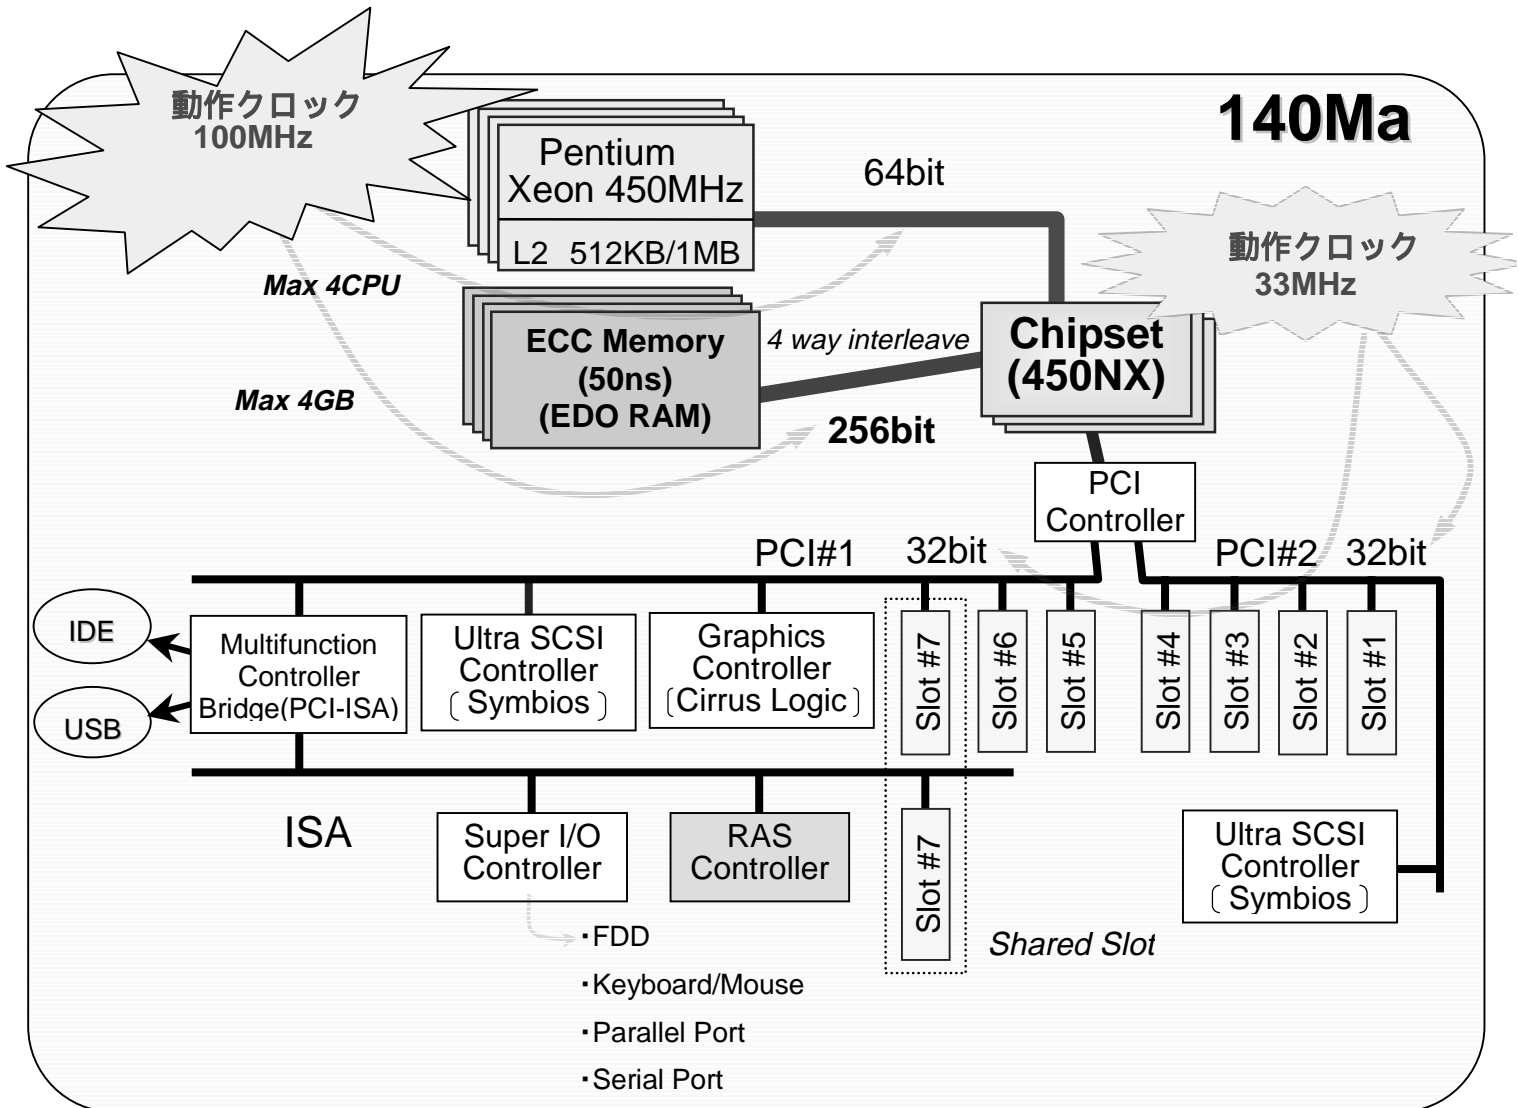 動作クロック
100MHz
140Ma
Pentium
Xeon 450MHz
L2 512KB/1MB
64bit
動作クロック
33MHz
Max 4CPU
ECC Memory
(50ns)
(EDO RAM)
4 way interleave
Chipset
(450NX)
Max 4GB
256bit
PCI
Controller
PCI#1
32bit
PCI#2
32bit
IDE
USB
Multifunction
Controller
Bridge(PCI-ISA)
Ultra SCSI
Controller
〔Symbios〕
Graphics
Controller
〔Cirrus Logic〕
Slot #7
Slot #6
Slot #5
Slot #4
Slot #3
Slot #2
Slot #1
ISA
Super I/O
Controller
RAS
Controller
Slot #7
Ultra SCSI
Controller
〔Symbios〕
Shared Slot
・FDD
・Keyboard/Mouse
・Parallel Port
・Serial Port